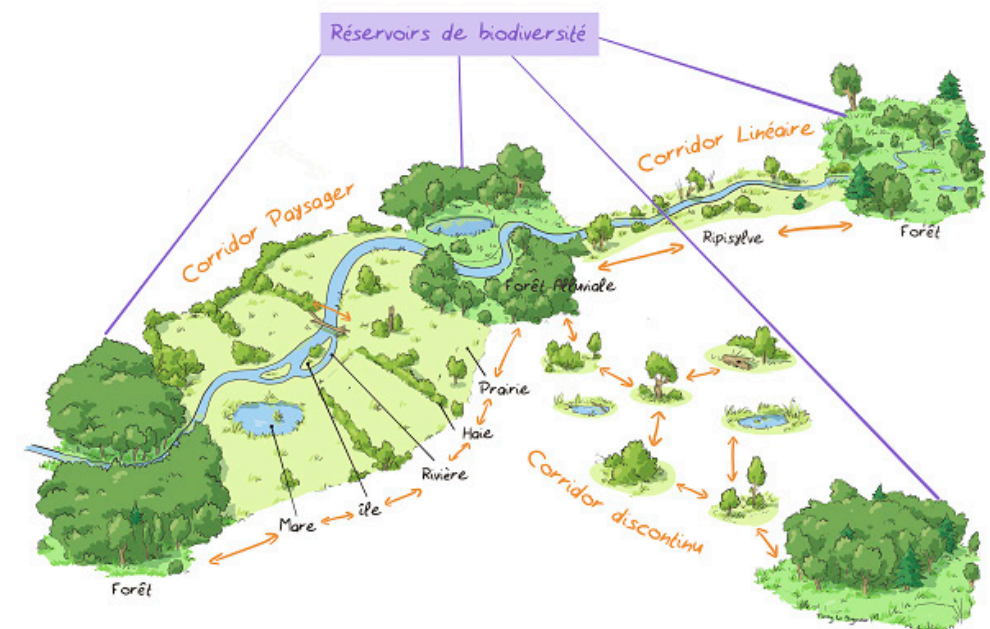 Réservoirs de biodiversité
Corridor Linéaire
Corridor Paysager
Ripisylve
Forêt
Forêt Alluviale
Prairie
Haie
Rivière
île
Mare
Corridor discontinu
Forêt